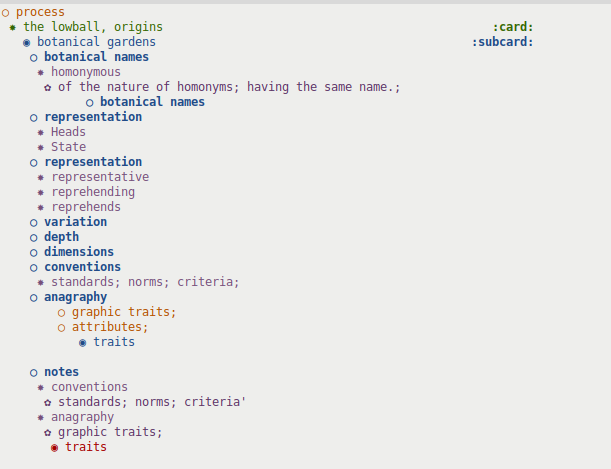 ○ process
✸ the lowball, origins :card:
◉ botanical gardens :subcard:
○ botanical names
✸ homonymous
✿ of the nature of homonyms; having the same name.;
○ botanical names
○ representation
✸ Heads
✸ State
○ representation
✸ representative
✸ reprehending
✸ reprehends
○ variation
○ depth
○ dimensions
○ conventions
✸ standards; norms; criteria;
○ anagraphy
○ graphic traits;
○ attributes;
◉ traits
○ notes
✸ conventions
✿ standards; norms; criteria'
✸ anagraphy
✿ graphic traits;
◉ traits